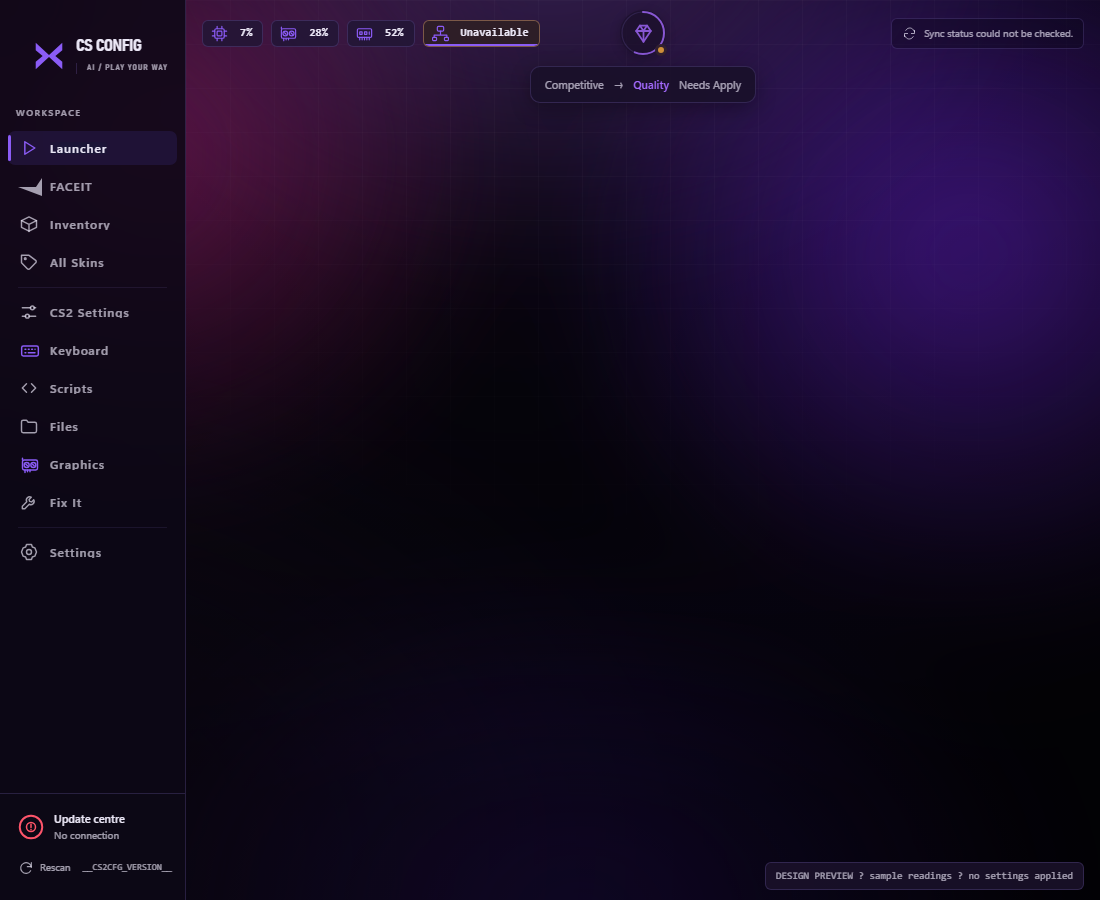 CS CONFIG
AI / PLAY YOUR WAY
WORKSPACE
Launcher
FACEIT
Inventory
All Skins
CS2 Settings
Keyboard
Scripts
Files
Graphics
Fix It
Settings
Update centre
No connection
Rescan __CS2CFG_VERSION__
7% 28% 52% Unavailable
Sync status could not be checked.
Competitive → Quality Needs Apply
DESIGN PREVIEW ? sample readings ? no settings applied